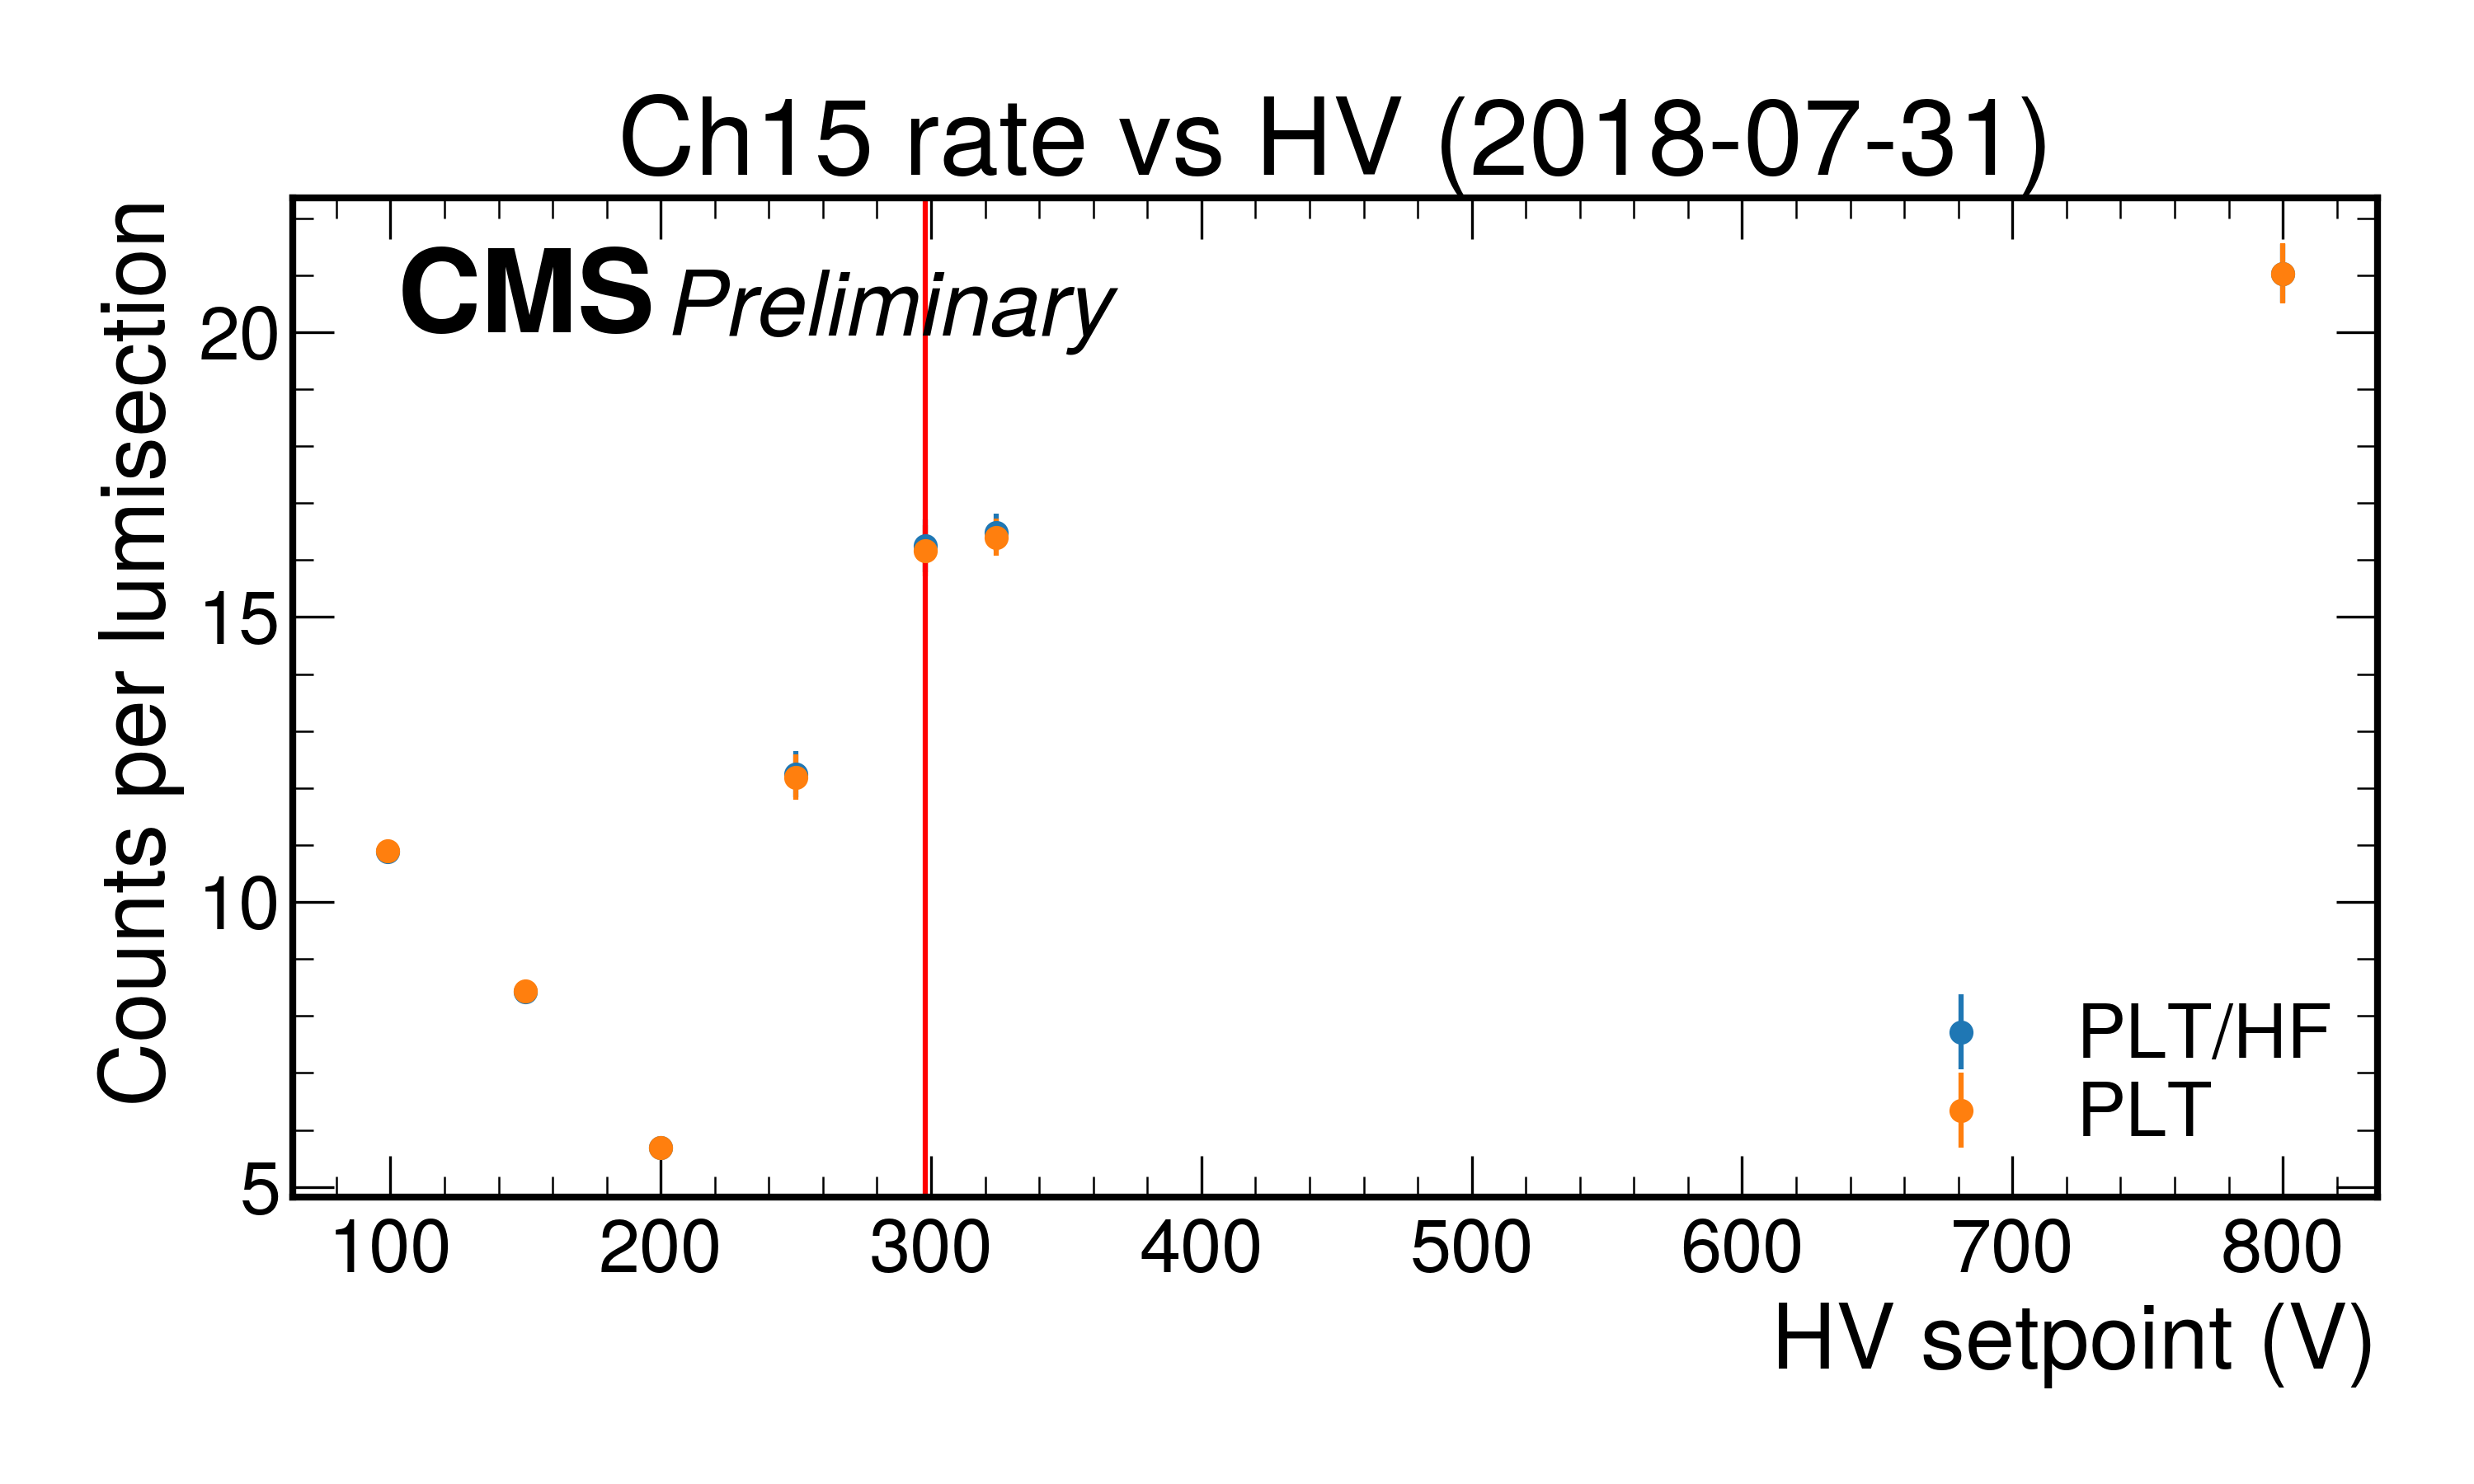 Ch15 rate vs HV (2018-07-31)
CMS Preliminary
Counts per lumisection
20
15
10
5
PLT/HF
PLT
100 200 300 400 500 600 700 800
HV setpoint (V)